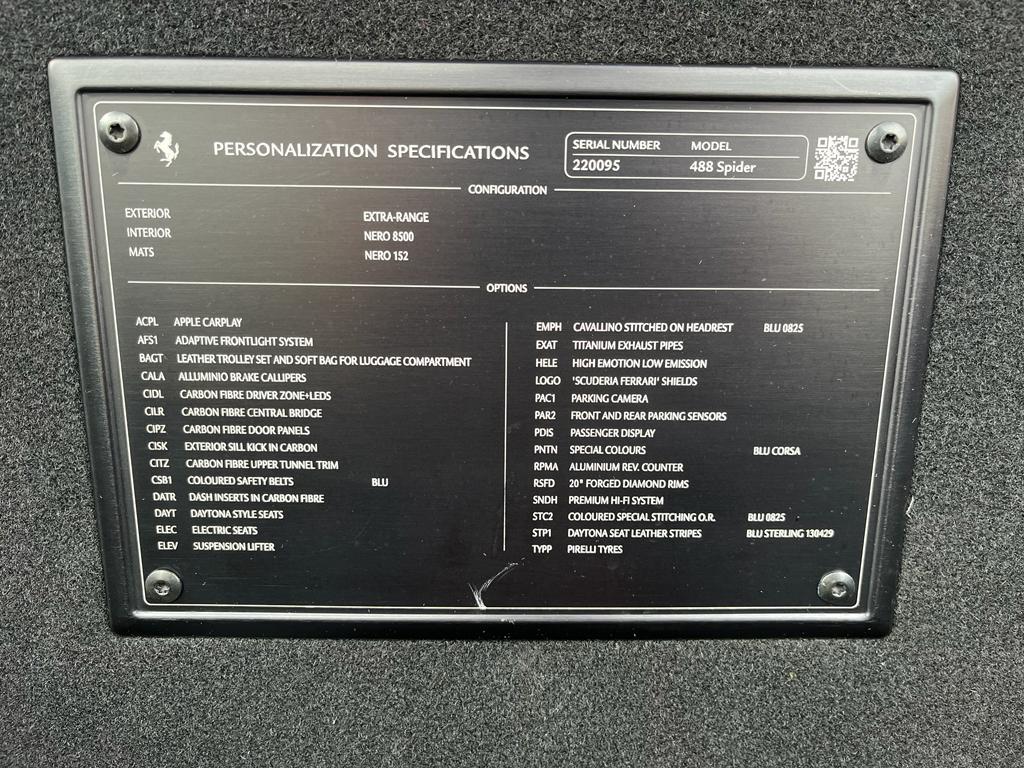 PERSONALIZATION SPECIFICATIONS
SERIAL NUMBER MODEL
220095 488 Spider
CONFIGURATION
EXTERIOR EXTRA-RANGE
INTERIOR NERO 8500
MATS NERO 152
OPTIONS
ACPL APPLE CARPLAY
AFS1 ADAPTIVE FRONTLIGHT SYSTEM
BAGT LEATHER TROLLEY SET AND SOFT BAG FOR LUGGAGE COMPARTMENT
CALA ALLUMINIO BRAKE CALLIPERS
CIDL CARBON FIBRE DRIVER ZONE+LEDS
CILR CARBON FIBRE CENTRAL BRIDGE
CIPZ CARBON FIBRE DOOR PANELS
CISK EXTERIOR SILL KICK IN CARBON
CITZ CARBON FIBRE UPPER TUNNEL TRIM
CSB1 COLOURED SAFETY BELTS BLU
DATR DASH INSERTS IN CARBON FIBRE
DAYT DAYTONA STYLE SEATS
ELEC ELECTRIC SEATS
ELEV SUSPENSION LIFTER
EMPH CAVALLINO STITCHED ON HEADREST BLU 0825
EXAT TITANIUM EXHAUST PIPES
HELE HIGH EMOTION LOW EMISSION
LOGO 'SCUDERIA FERRARI' SHIELDS
PAC1 PARKING CAMERA
PAR2 FRONT AND REAR PARKING SENSORS
PDIS PASSENGER DISPLAY
PNTN SPECIAL COLOURS BLU CORSA
RPMA ALUMINIUM REV. COUNTER
RSFD 20" FORGED DIAMOND RIMS
SNDH PREMIUM HI-FI SYSTEM
STC2 COLOURED SPECIAL STITCHING O.R. BLU 0825
STP1 DAYTONA SEAT LEATHER STRIPES BLU STERLING 130429
TYPP PIRELLI TYRES